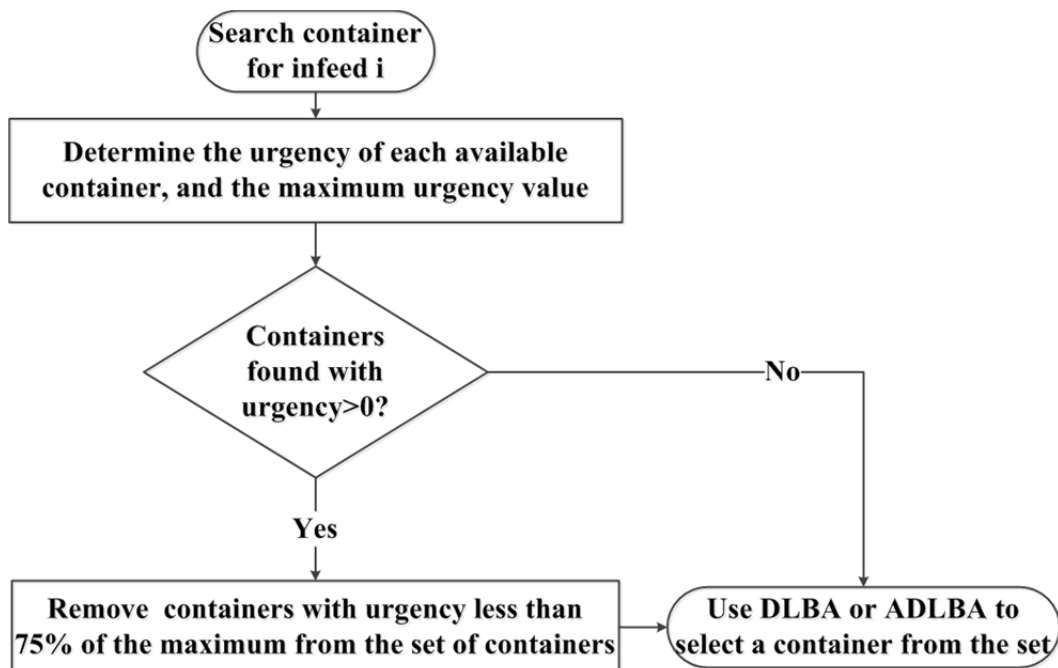 Search container
for infeed i
Determine the urgency of each available
container, and the maximum urgency value
Containers
found with
urgency>0?
No
Yes
Remove containers with urgency less than
75% of the maximum from the set of containers
Use DLBA or ADLBA to
select a container from the set